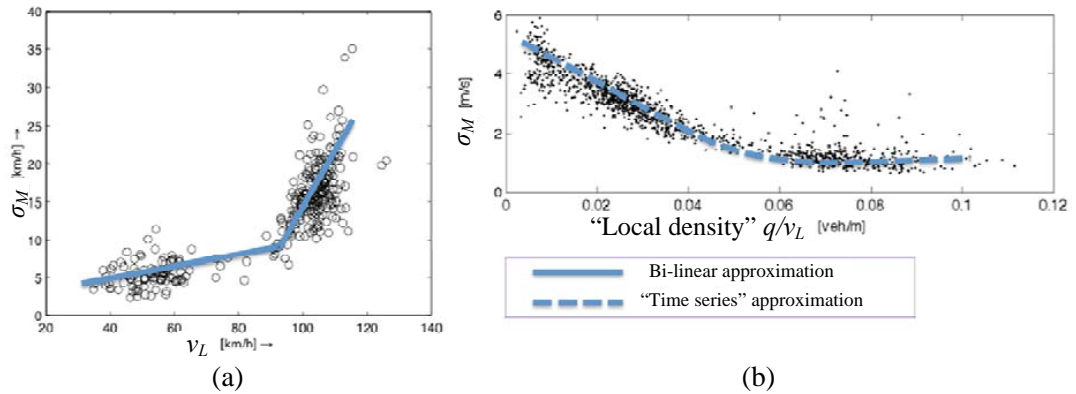 40
35
30
25
20
15
10
5
0
σM [km/h] →
20 40 60 80 100 120 140
vL [km/h] →
(a)
6
4
2
0
σM [m/s]
0 0.02 0.04 0.06 0.08 0.1 0.12
“Local density” q/vL [veh/m]
Bi-linear approximation
“Time series” approximation
(b)